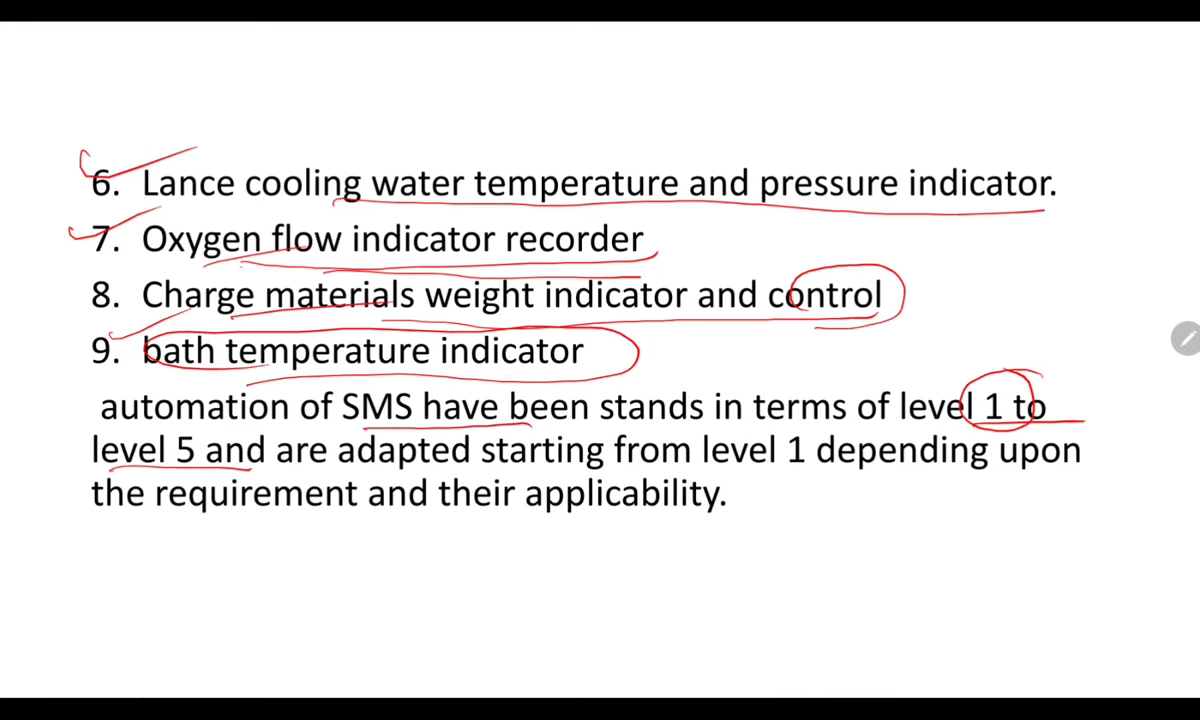 6. Lance cooling water temperature and pressure indicator.
7. Oxygen flow indicator recorder
8. Charge materials weight indicator and control
9. bath temperature indicator
automation of SMS have been stands in terms of level 1 to
level 5 and are adapted starting from level 1 depending upon
the requirement and their applicability.